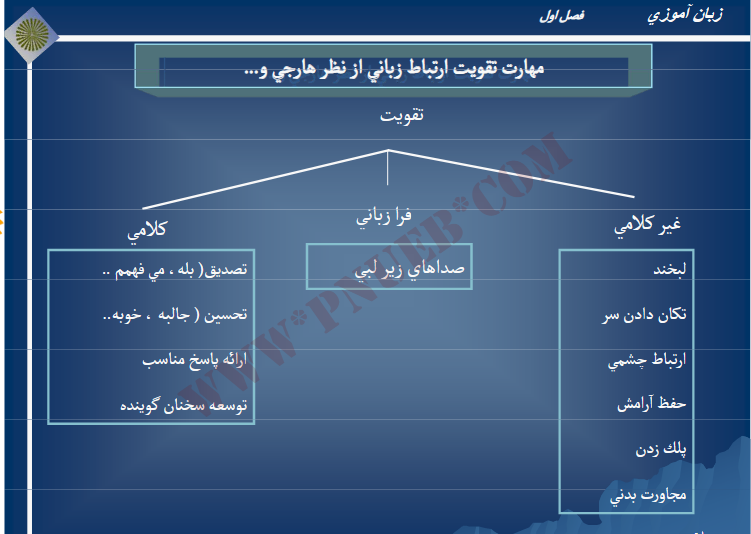 زبان آموزي
فصل اول
مهارت تقويت ارتباط زباني از نظر هارجي و...
تقويت
غير كلامي
لبخند
تكان دادن سر
ارتباط چشمي
حفظ آرامش
پلك زدن
مجاورت بدني
فرا زباني
صداهاي زير لبي
كلامي
تصديق( بله ، مي فهمم ..
تحسين ( جالبه ، خوبه..
ارائه پاسخ مناسب
توسعه سخنان گوينده
WWW*PNUEB*COM